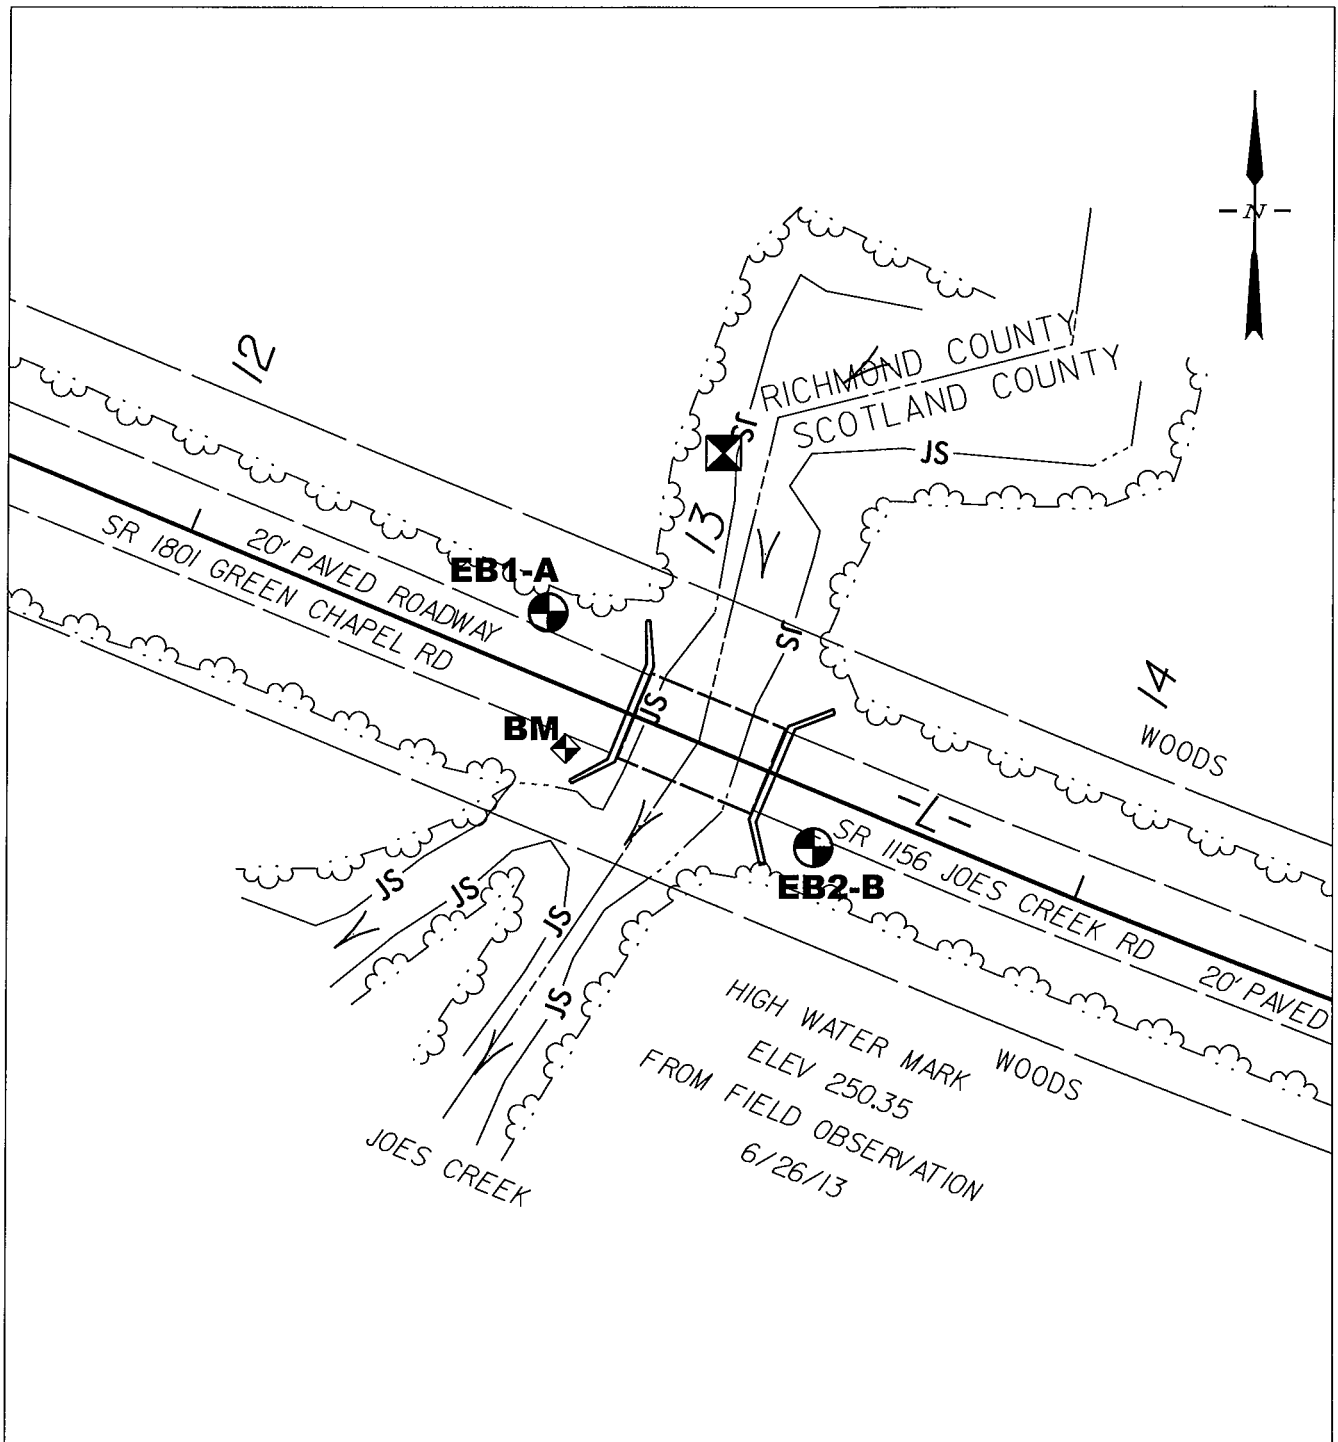 - N -
12
RICHMOND COUNTY
SCOTLAND COUNTY
JS
JS
13
20' PAVED ROADWAY
SR 1801 GREEN CHAPEL RD
EB1-A
JS
JS
BM
14
WOODS
-L-
SR 1156 JOES CREEK RD
20' PAVED
EB2-B
JS
JS
JS
JS
HIGH WATER MARK
ELEV 250.35
FROM FIELD OBSERVATION
6/26/13
WOODS
JOES CREEK